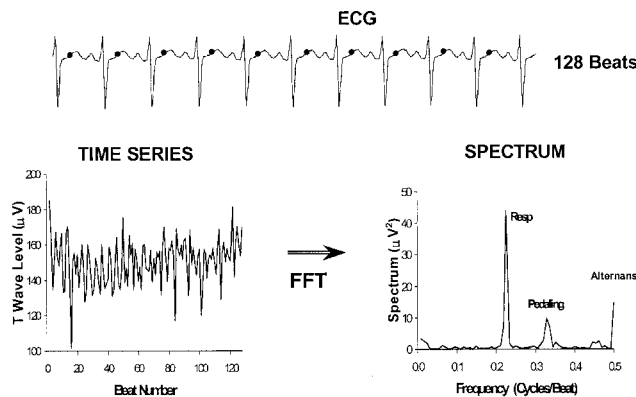 ECG
128 Beats
TIME SERIES
SPECTRUM
T Wave Level (μV)
200
180
160
140
120
100
0 20 40 60 80 100 120
Beat Number
FFT
Spectrum (μV²)
50
40
30
20
10
0
Resp
Pedalling
Alternans
0.0 0.1 0.2 0.3 0.4 0.5
Frequency (Cycles/Beat)